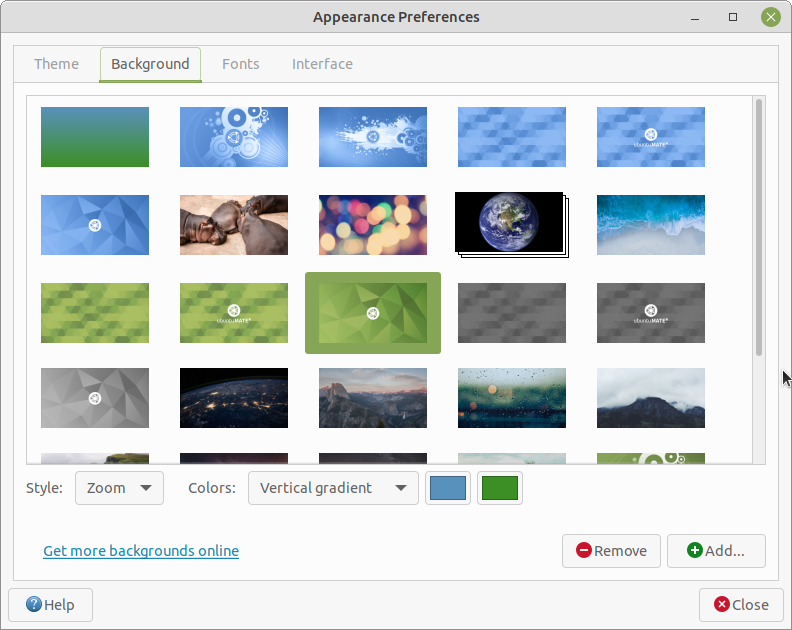 Appearance Preferences
Theme
Background
Fonts
Interface
ubuntuMATE
ubuntuMATE
ubuntuMATE
Style:
Zoom
Colors:
Vertical gradient
Get more backgrounds online
Remove
Add...
Help
Close